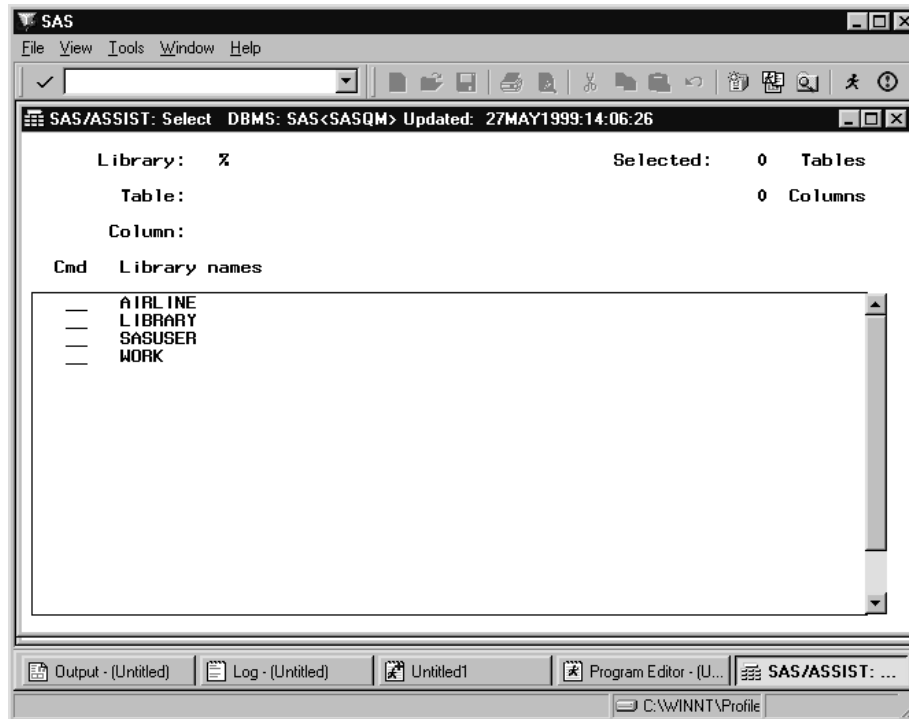 SAS
File View Tools Window Help
SAS/ASSIST: Select DBMS: SAS<SASQM> Updated: 27MAY1999:14:06:26
Library: % Selected: 0 Tables
Table: 0 Columns
Column:
Cmd Library names
AIRLINE
LIBRARY
SASUSER
WORK
Output - (Untitled) Log - (Untitled) Untitled1 Program Editor - (U... SAS/ASSIST: ...
C:\WINNT\Profile